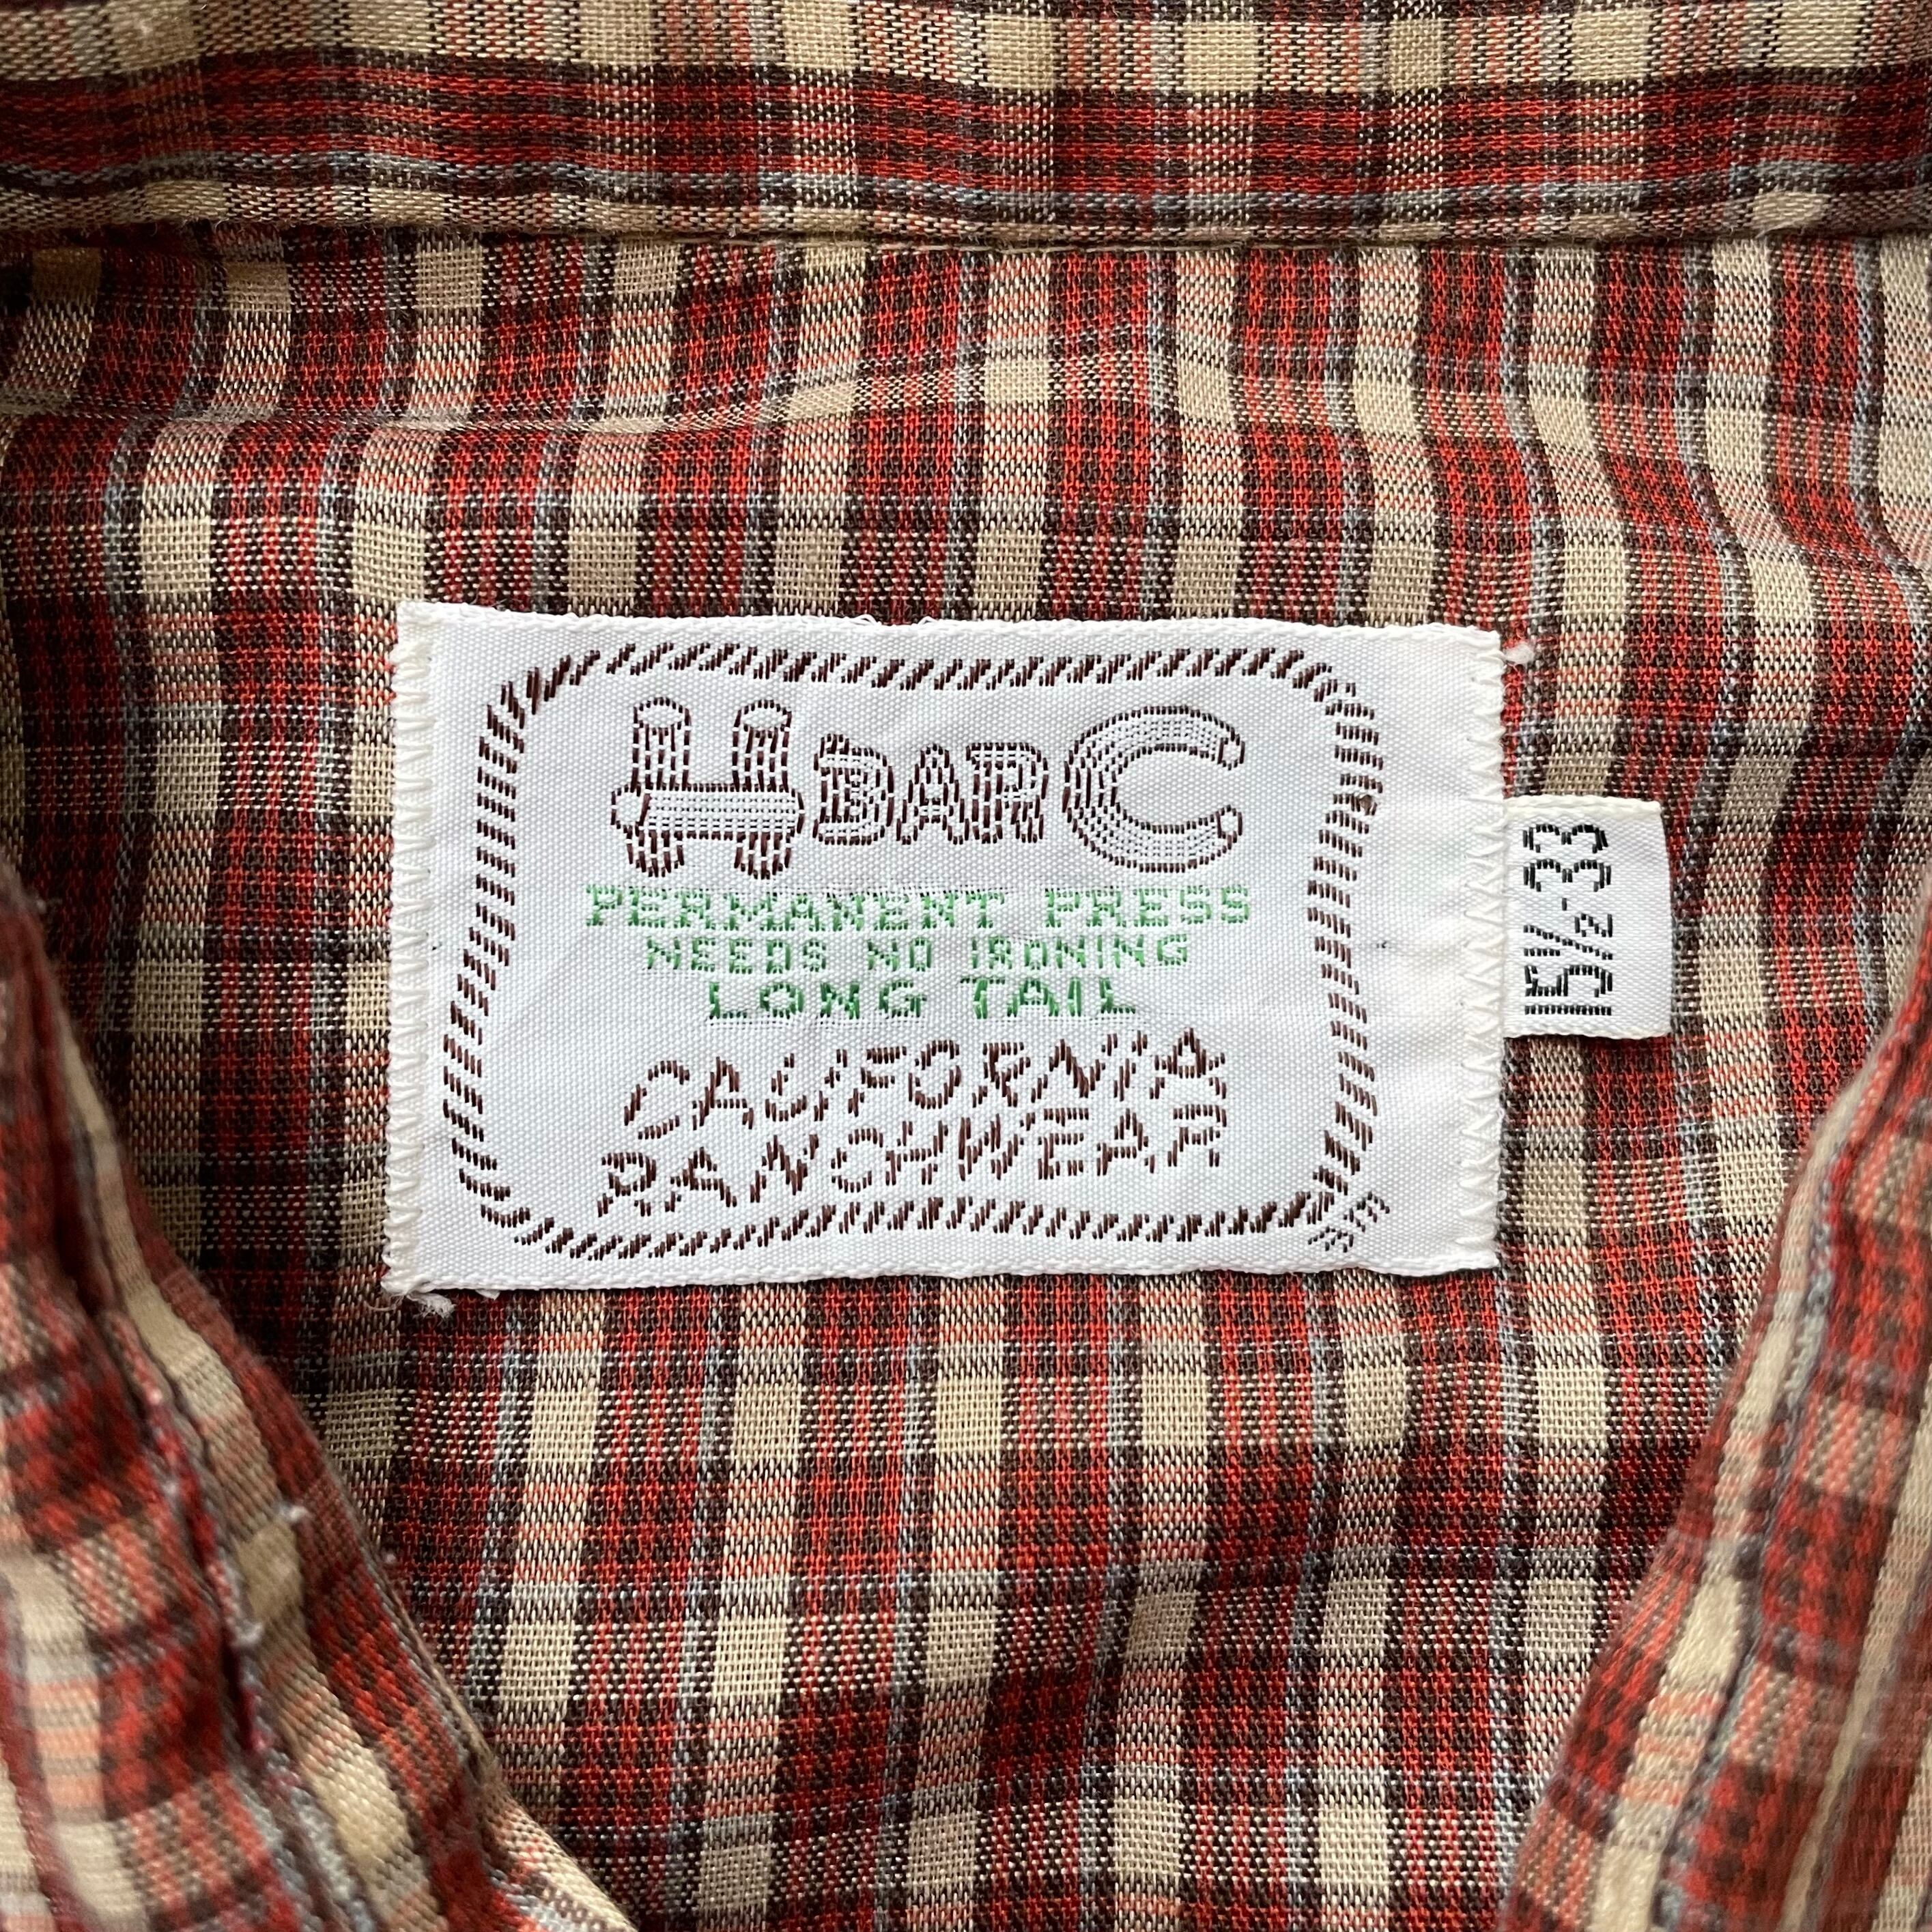 H BAR C
PERMANENT PRESS
NEEDS NO IRONING
LONG TAIL
CALIFORNIA
RANCHWEAR
15½-33